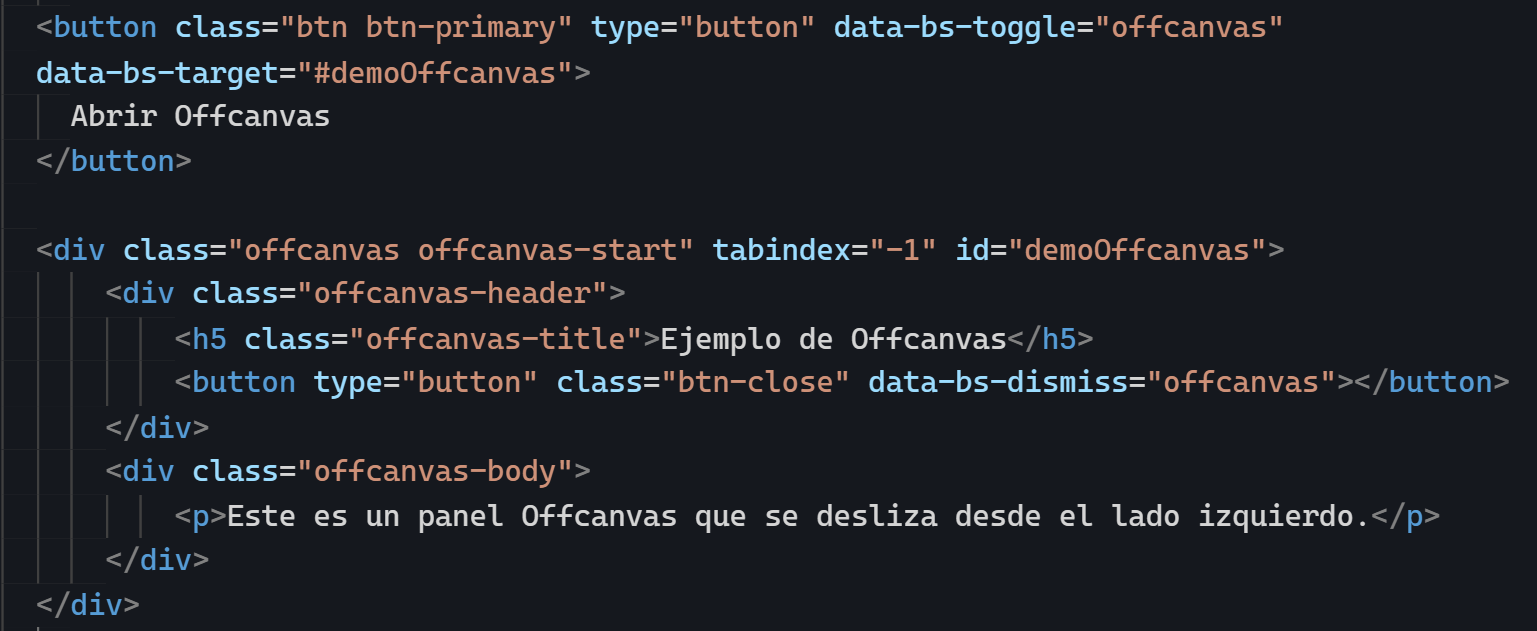 <button class="btn btn-primary" type="button" data-bs-toggle="offcanvas"
data-bs-target="#demoOffcanvas">
  Abrir Offcanvas
</button>

<div class="offcanvas offcanvas-start" tabindex="-1" id="demoOffcanvas">
    <div class="offcanvas-header">
        <h5 class="offcanvas-title">Ejemplo de Offcanvas</h5>
        <button type="button" class="btn-close" data-bs-dismiss="offcanvas"></button>
    </div>
    <div class="offcanvas-body">
        <p>Este es un panel Offcanvas que se desliza desde el lado izquierdo.</p>
    </div>
</div>